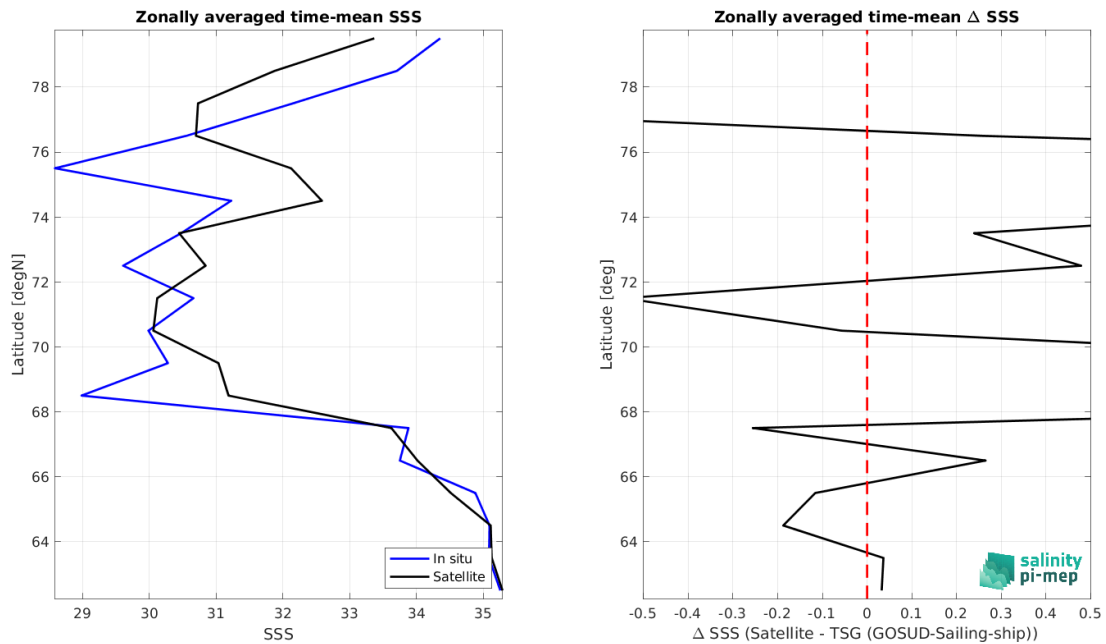 Zonally averaged time-mean SSS
78
76
74
72
70
68
66
64
Latitude [degN]
29 30 31 32 33 34 35
SSS
In situ
Satellite
Zonally averaged time-mean Δ SSS
78
76
74
72
70
68
66
64
Latitude [deg]
-0.5 -0.4 -0.3 -0.2 -0.1 0 0.1 0.2 0.3 0.4 0.5
Δ SSS (Satellite - TSG (GOSUD-Sailing-ship))
salinity
pi-mep